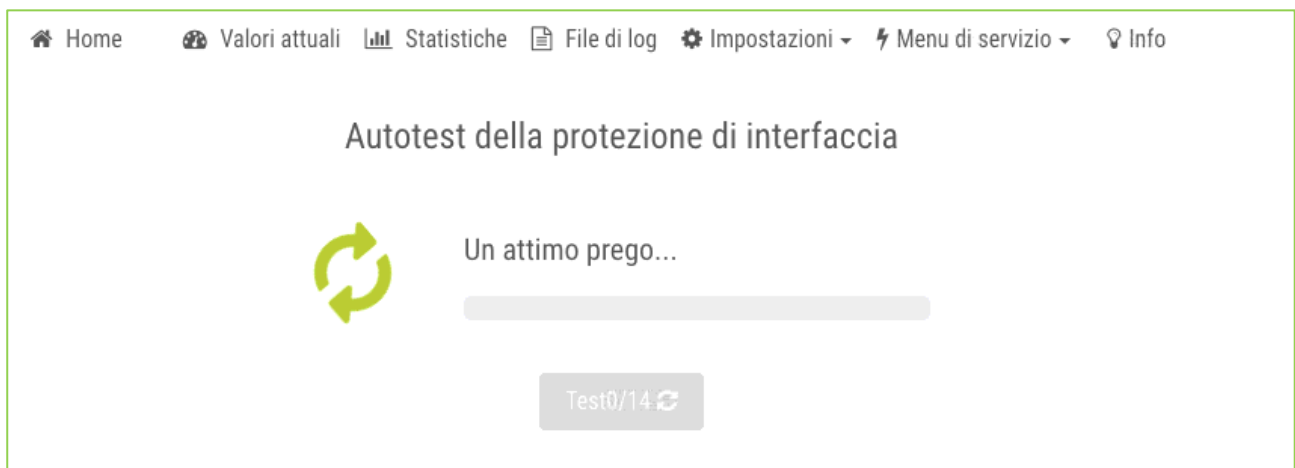 Home Valori attuali Statistiche File di log Impostazioni Menu di servizio Info
Autotest della protezione di interfaccia
Un attimo prego...
Test0/14